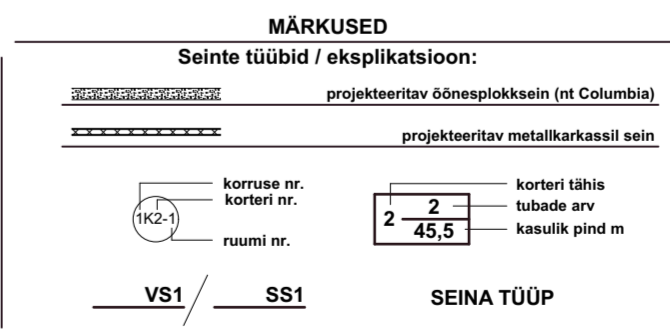 MÄRKUSED
Seinte tüübid / eksplikatsioon:
projekteeritav õõnesplokksein (nt Columbia)
projekteeritav metallkarkassil sein
korruse nr.
korteri nr.
1K2-1
ruumi nr.
korteri tähis
2 2 tubade arv
45,5 kasulik pind m
VS1 / SS1 SEINA TÜÜP